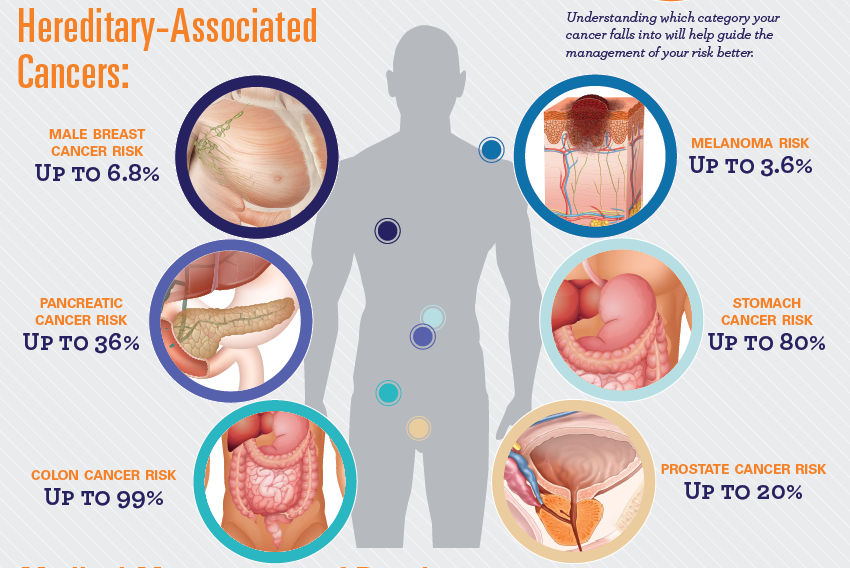 Hereditary-Associated
Cancers:
Understanding which category your
cancer falls into will help guide the
management of your risk better.
MALE BREAST
CANCER RISK
UP TO 6.8%
MELANOMA RISK
UP TO 3.6%
PANCREATIC
CANCER RISK
UP TO 36%
STOMACH
CANCER RISK
UP TO 80%
COLON CANCER RISK
UP TO 99%
PROSTATE CANCER RISK
UP TO 20%